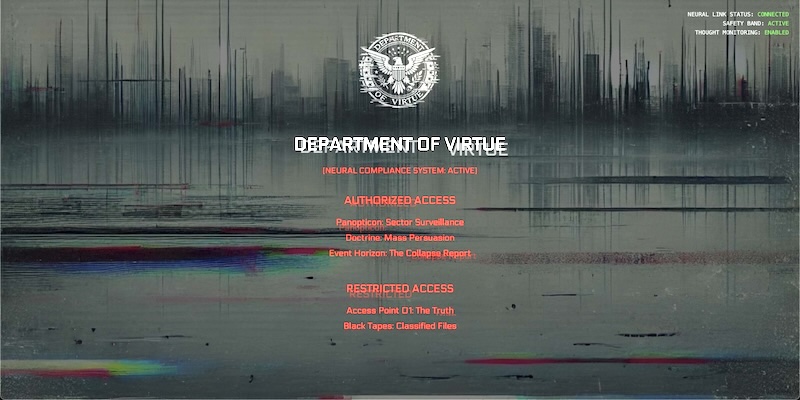 NEURAL LINK STATUS: CONNECTED
SAFETY BAND: ACTIVE
THOUGHT MONITORING: ENABLED
DEPARTMENT
OF VIRTUE
DEPARTMENT OF VIRTUE
[NEURAL COMPLIANCE SYSTEM: ACTIVE]
AUTHORIZED ACCESS
Panopticon: Sector Surveillance
Doctrine: Mass Persuasion
Event Horizon: The Collapse Report
RESTRICTED ACCESS
Access Point 01: The Truth
Black Tapes: Classified Files